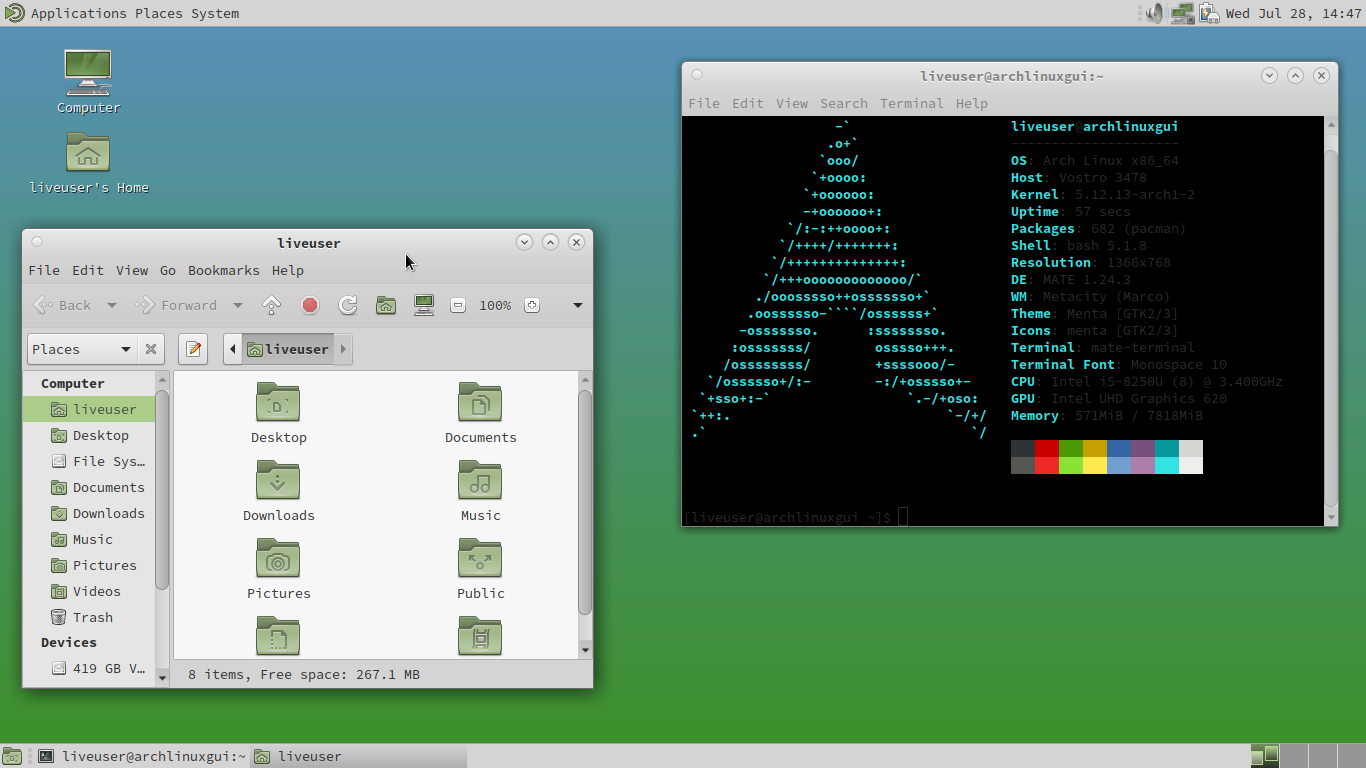 Applications Places System
Wed Jul 28, 14:47
Computer
liveuser's Home
liveuser
File Edit View Go Bookmarks Help
Back Forward 100%
Places liveuser
Computer
liveuser
Desktop
File Sys…
Documents
Downloads
Music
Pictures
Videos
Trash
Devices
419 GB V…
Desktop Documents
Downloads Music
Pictures Public
8 items, Free space: 267.1 MB
liveuser@archlinuxgui:~
File Edit View Search Terminal Help
-` liveuser@archlinuxgui
.o+` --------------------
`ooo/ OS: Arch Linux x86_64
`+oooo: Host: Vostro 3478
`+oooooo: Kernel: 5.12.13-arch1-2
-+oooooo+: Uptime: 57 secs
`/:-:++oooo+: Packages: 682 (pacman)
`/++++/+++++++: Shell: bash 5.1.8
`/++++++++++++++: Resolution: 1366x768
`/+++ooooooooooooo/` DE: MATE 1.24.3
./ooosssso++osssssso+` WM: Metacity (Marco)
.oossssso-````/ossssss+` Theme: Menta [GTK2/3]
-osssssso. :ssssssso. Icons: Menta [GTK2/3]
:osssssss/ osssso+++. Terminal: mate-terminal
/ossssssss/ +ssssooo/- Terminal Font: Monospace 10
`/ossssso+/:- -:/+osssso+- CPU: Intel i5-8250U (8) @ 3.400GHz
`+sso+:-` `.-/+oso: GPU: Intel UHD Graphics 620
`++:. `-/+/ Memory: 571MiB / 7818MiB
.` `/
[liveuser@archlinuxgui ~]$
liveuser@archlinuxgui:~
liveuser